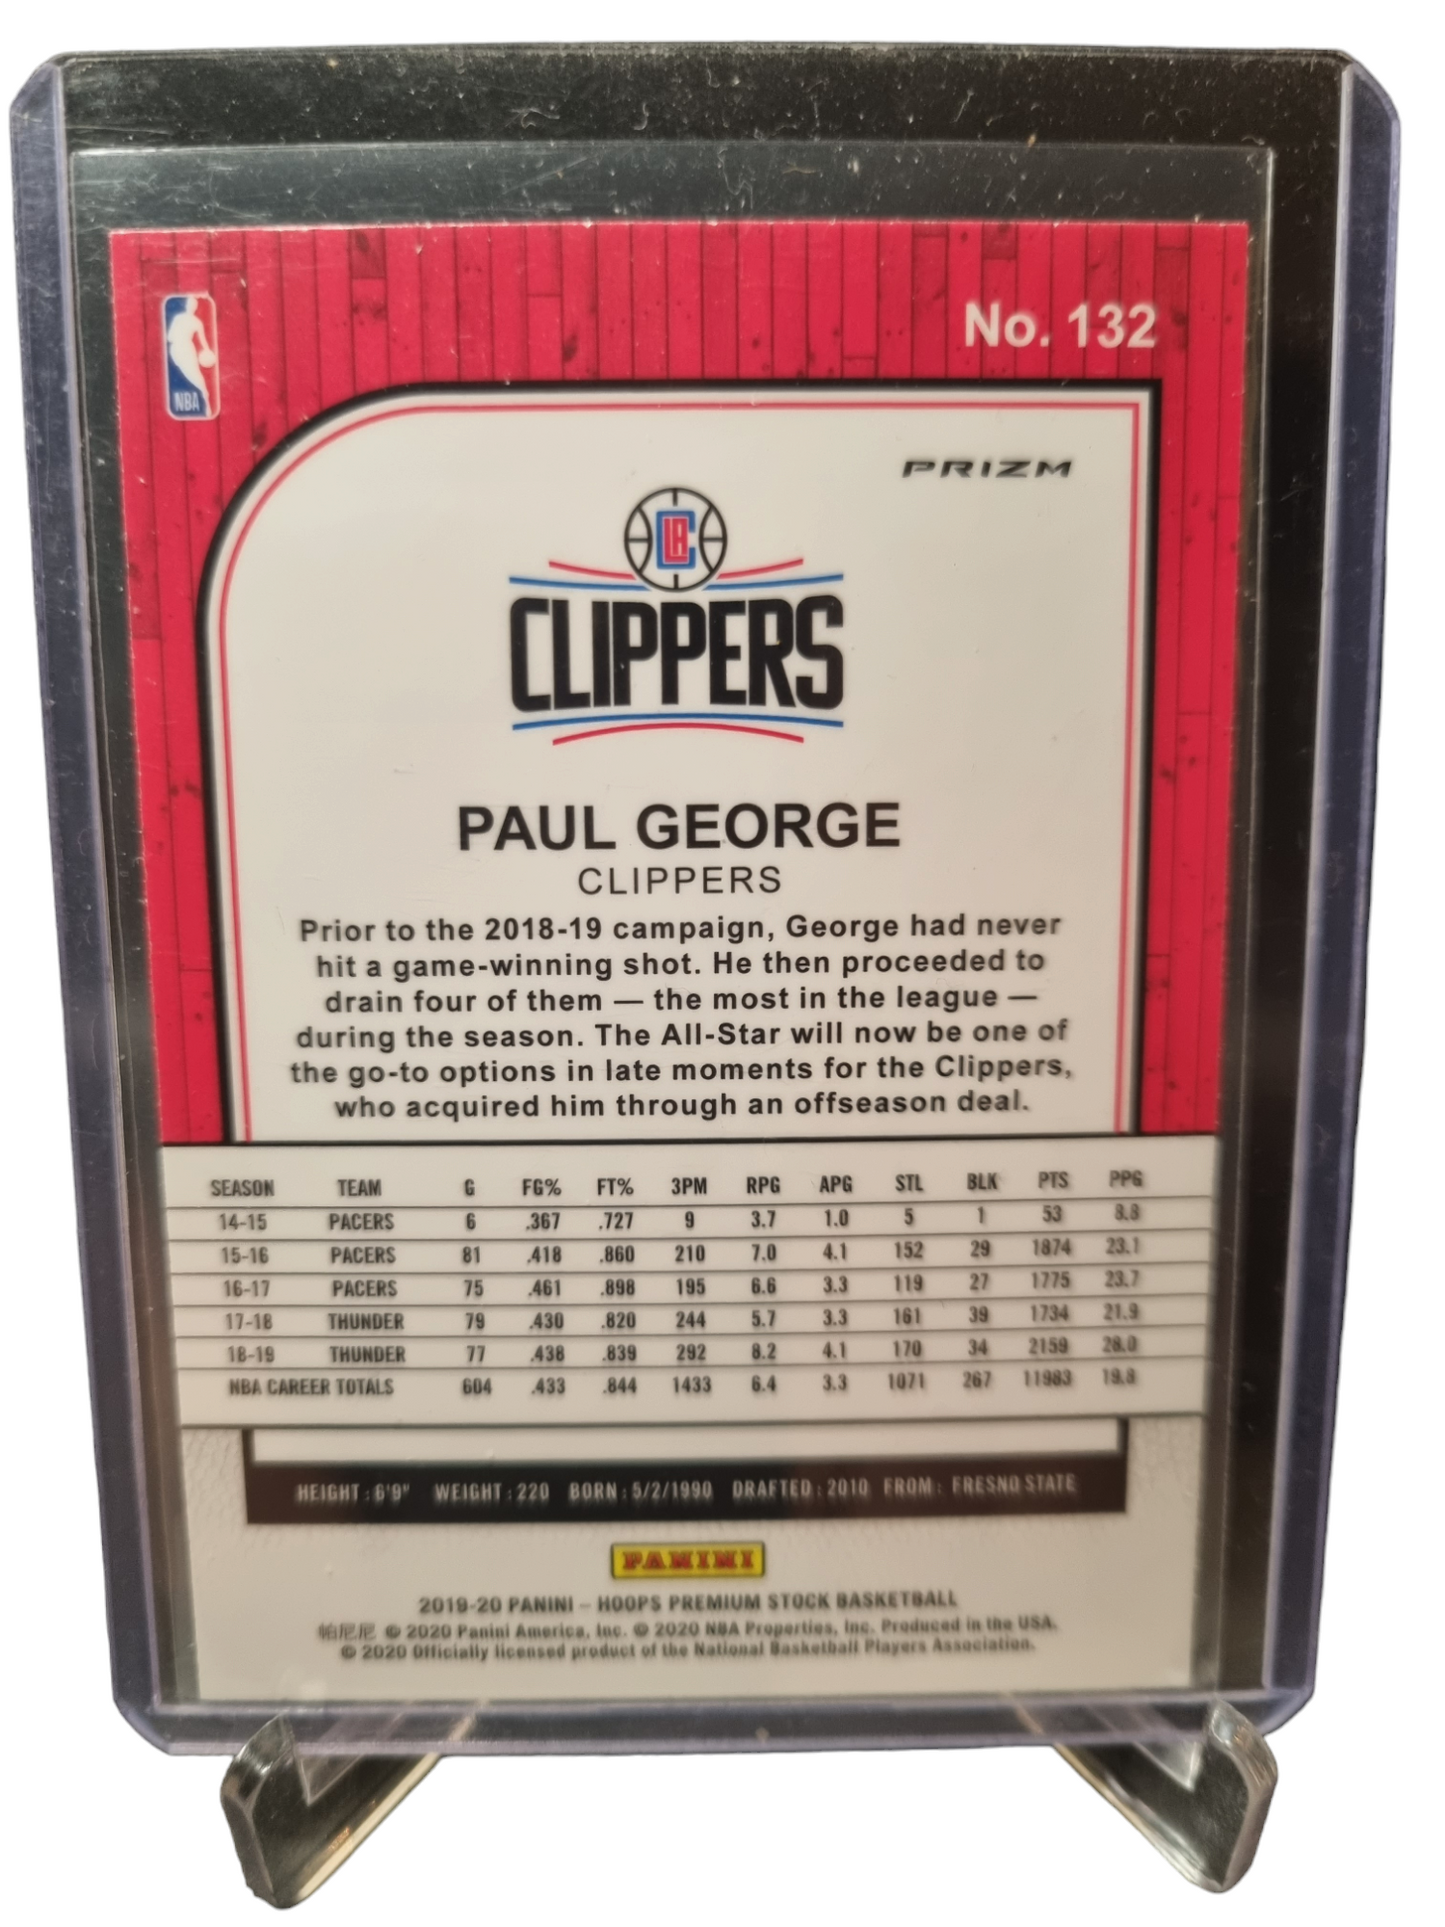 No. 132
NBA
PRIZM
LA
CLIPPERS
PAUL GEORGE
CLIPPERS
Prior to the 2018-19 campaign, George had never
hit a game-winning shot. He then proceeded to
drain four of them — the most in the league —
during the season. The All-Star will now be one of
the go-to options in late moments for the Clippers,
who acquired him through an offseason deal.
SEASON TEAM G FG% FT% 3PM RPG APG STL BLK PTS PPG
14-15 PACERS 6 .367 .727 9 3.7 1.0 5 1 53 8.8
15-16 PACERS 81 .418 .860 210 7.0 4.1 152 29 1874 23.1
16-17 PACERS 75 .461 .898 195 6.6 3.3 119 27 1775 23.7
17-18 THUNDER 79 .430 .820 244 5.7 3.3 161 39 1734 21.9
18-19 THUNDER 77 .438 .839 292 8.2 4.1 170 34 2159 28.0
NBA CAREER TOTALS 604 .433 .844 1433 6.4 3.3 1071 267 11983 19.8
HEIGHT : 6'9" WEIGHT : 220 BORN : 5/2/1990 DRAFTED : 2010 FROM : FRESNO STATE
PANINI
2019-20 PANINI – HOOPS PREMIUM STOCK BASKETBALL
帕尼尼 © 2020 Panini America, Inc. © 2020 NBA Properties, Inc. Produced in the USA.
© 2020 Officially licensed product of the National Basketball Players Association.